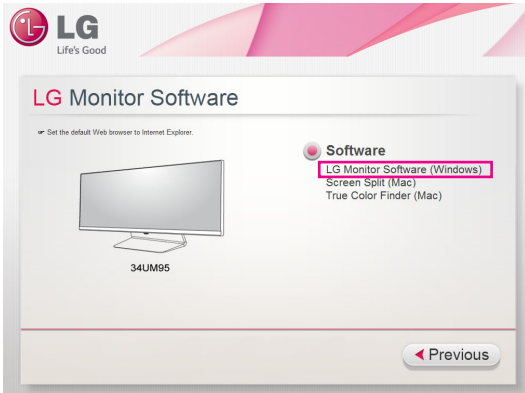 LG
Life's Good
LG Monitor Software
☞ Set the default Web browser to Internet Explorer.
Software
LG Monitor Software (Windows)
Screen Split (Mac)
True Color Finder (Mac)
34UM95
Previous